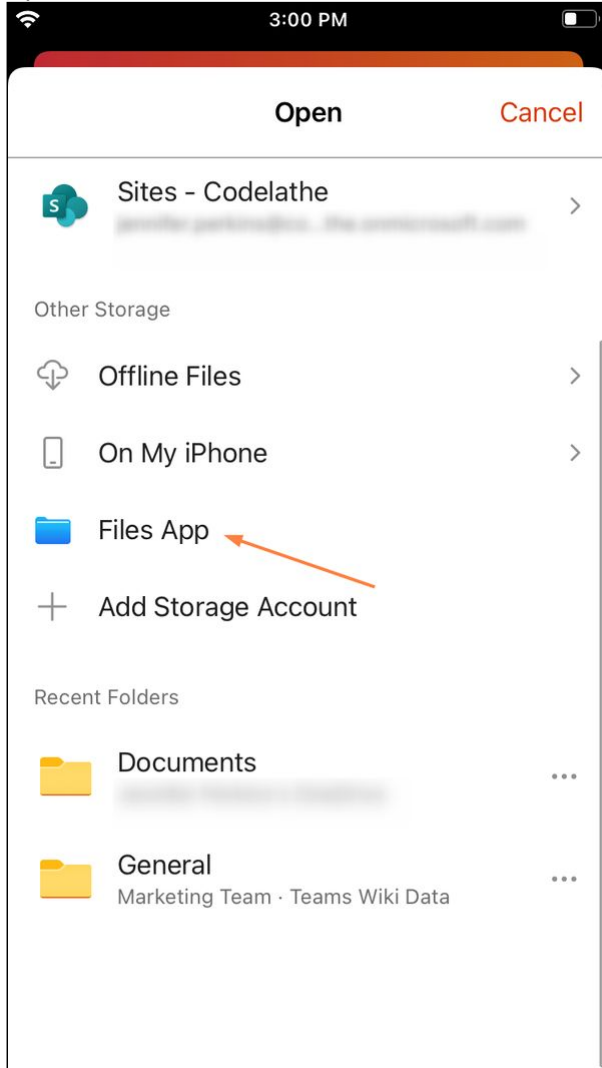 3:00 PM
Open
Cancel
Sites - Codelathe
Other Storage
Offline Files
On My iPhone
Files App
Add Storage Account
Recent Folders
Documents
General
Marketing Team · Teams Wiki Data